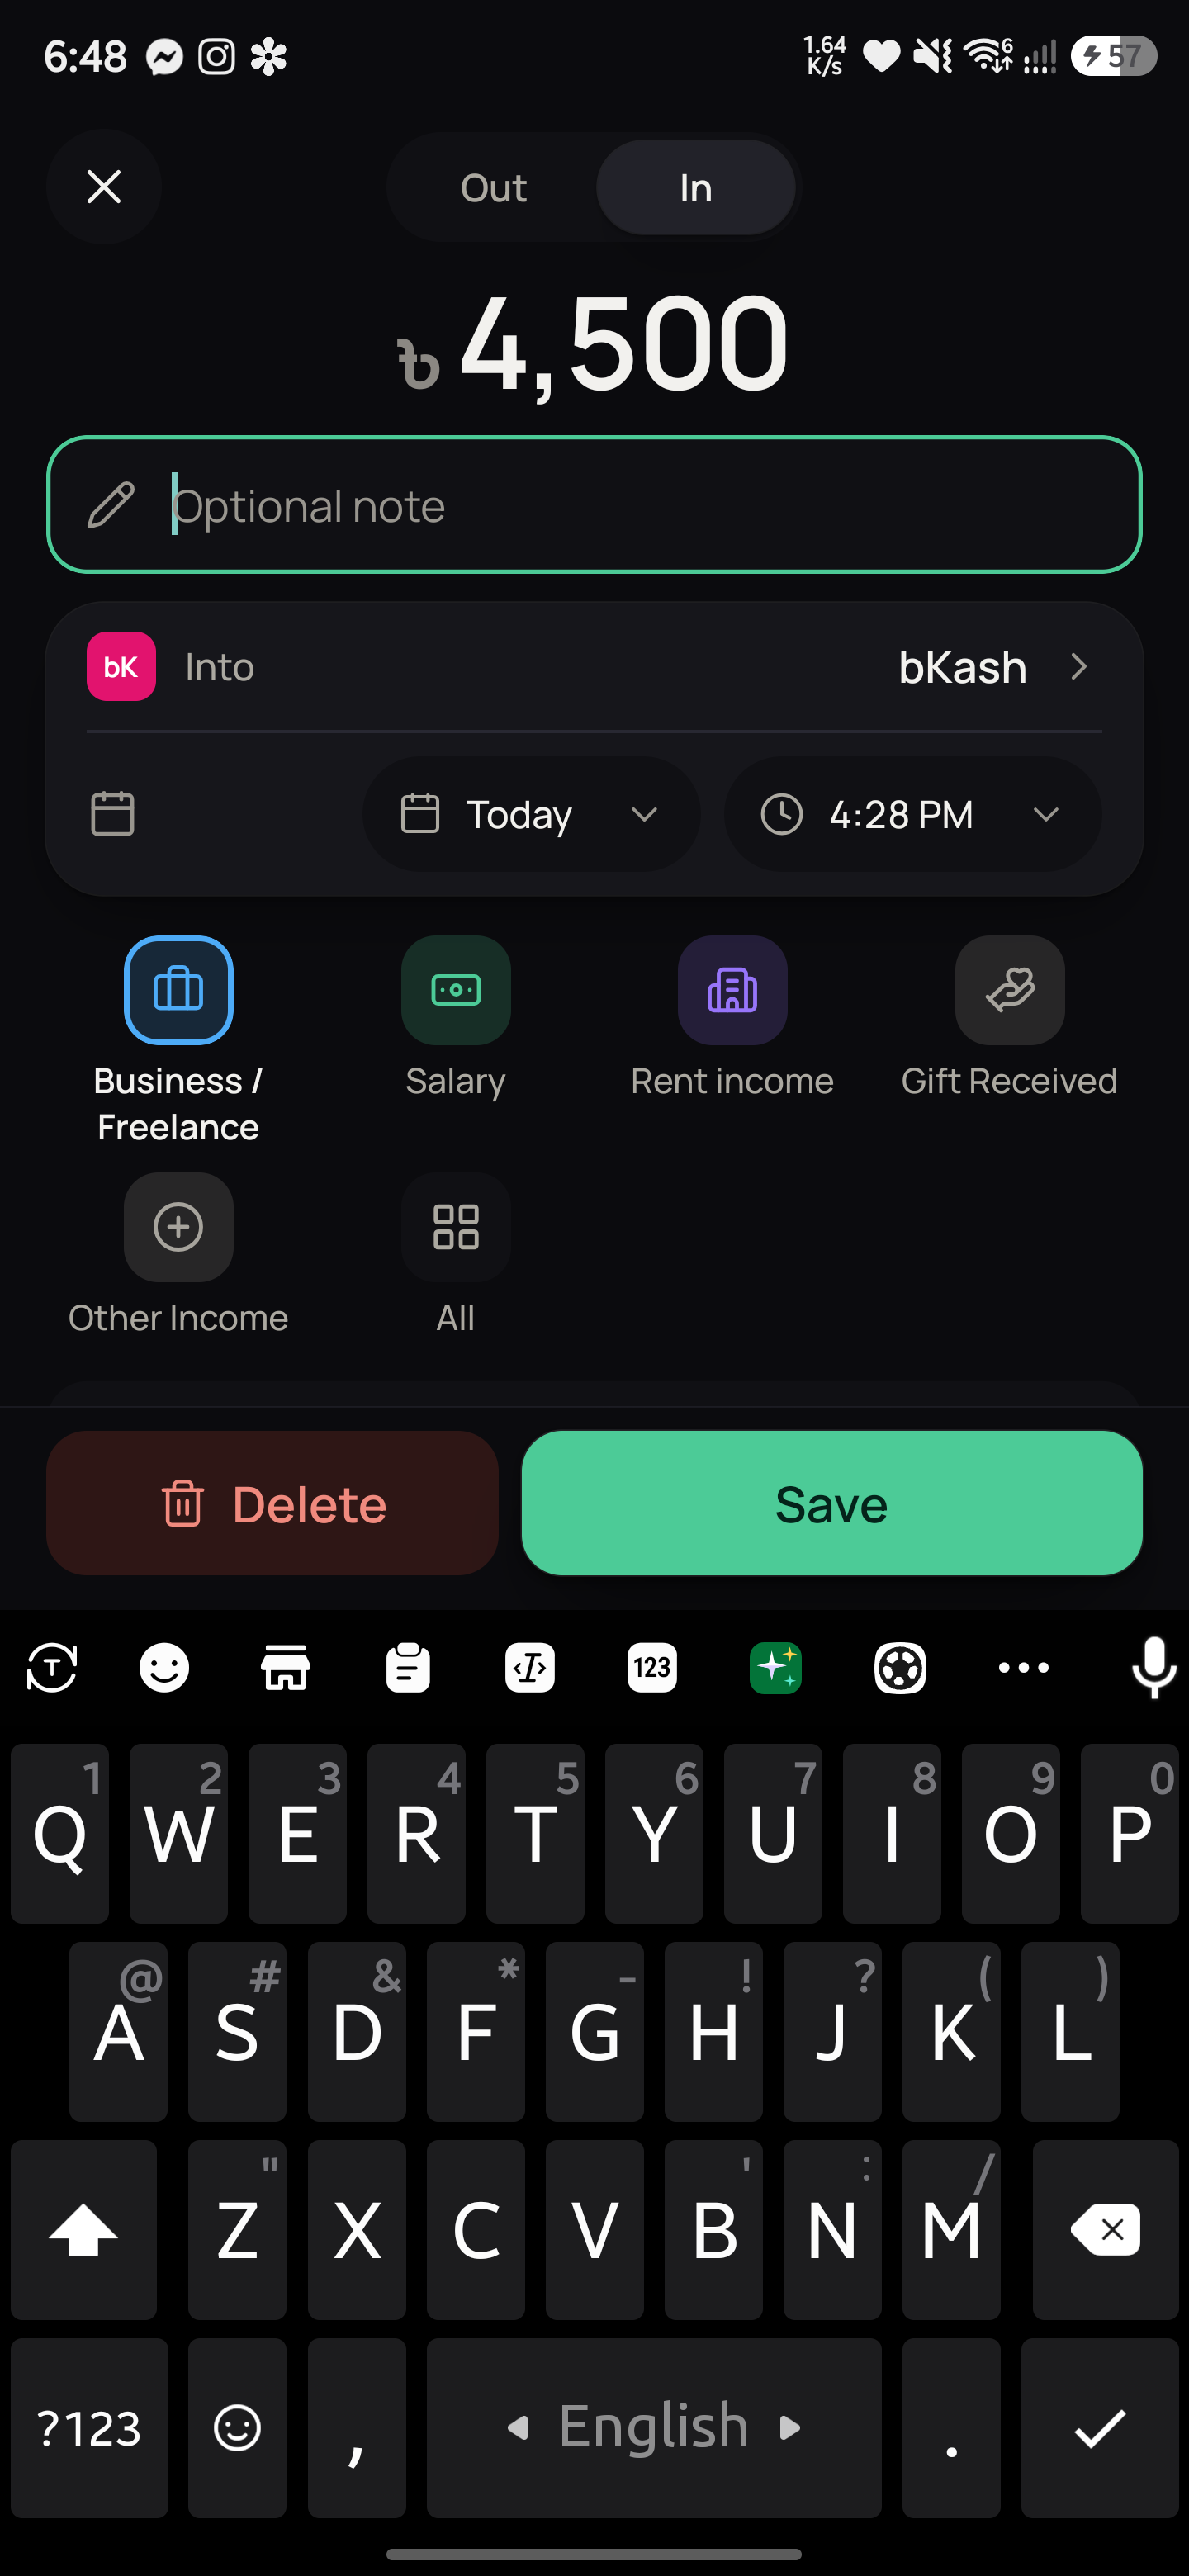 6:48
1.64 K/s
6
57
Out
In
৳ 4,500
Optional note
bK
Into
bKash
Today
4:28 PM
Business / Freelance
Salary
Rent income
Gift Received
Other Income
All
Delete
Save
T
123
1 2 3 4 5 6 7 8 9 0
Q W E R T Y U I O P
@ # & * - ! ? ( )
A S D F G H J K L
" ' : /
Z X C V B N M
?123
,
English
.